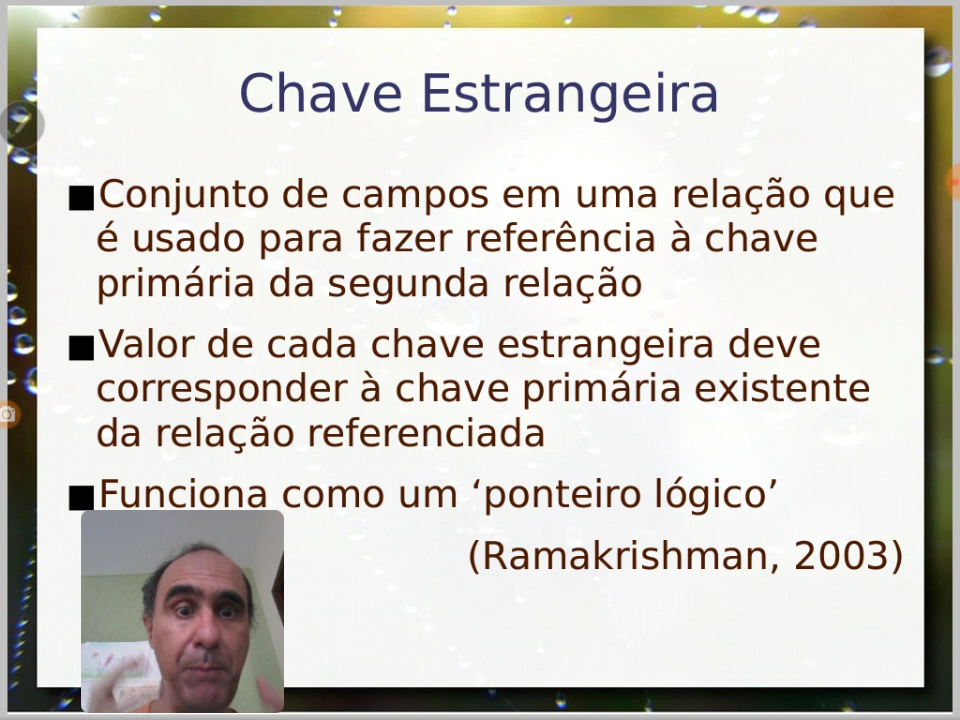 Chave Estrangeira
■Conjunto de campos em uma relação que
é usado para fazer referência à chave
primária da segunda relação
■Valor de cada chave estrangeira deve
corresponder à chave primária existente
da relação referenciada
■Funciona como um ‘ponteiro lógico’
(Ramakrishman, 2003)